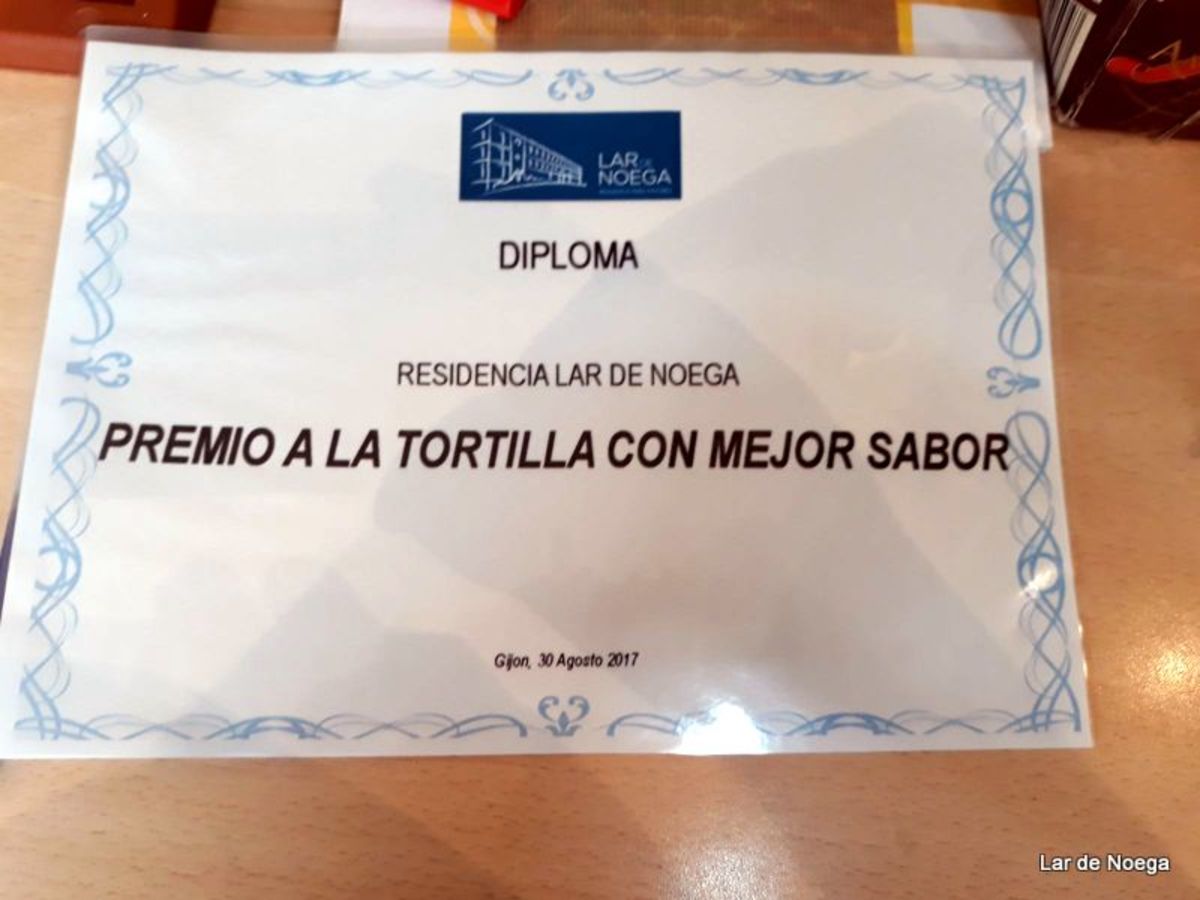 LAR DE
NOEGA
DIPLOMA
RESIDENCIA LAR DE NOEGA
PREMIO A LA TORTILLA CON MEJOR SABOR
Gijon, 30 Agosto 2017
Lar de Noega